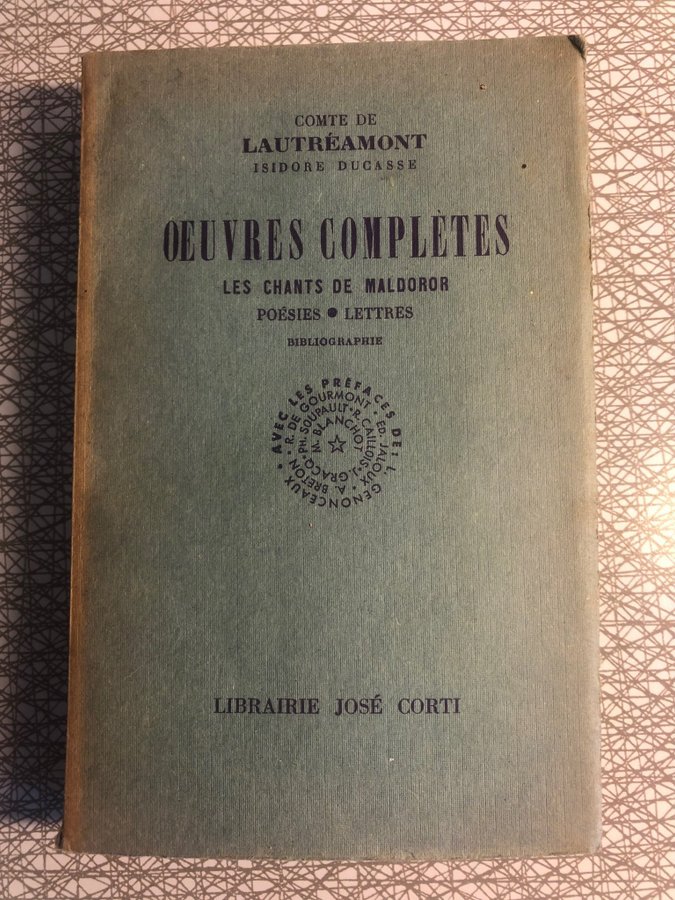 COMTE DE
LAUTRÉAMONT
ISIDORE DUCASSE
OEUVRES COMPLÈTES
LES CHANTS DE MALDOROR
POÉSIES • LETTRES
BIBLIOGRAPHIE
AVEC LES PRÉFACES DE: L. GENONCEAUX •
R. DE GOURMONT • ED. JALOUX • A. BRETON •
PH. SOUPAULT • R. CAILLOIS • J. GRACQ •
M. BLANCHOT
LIBRAIRIE JOSÉ CORTI